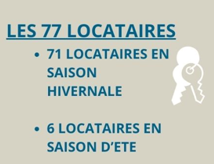 LES 77 LOCATAIRES
• 71 LOCATAIRES EN
SAISON
HIVERNALE
• 6 LOCATAIRES EN
SAISON D'ETE